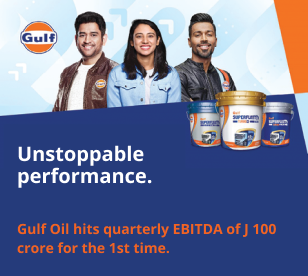 Gulf
Unstoppable
performance.
Gulf Oil hits quarterly EBITDA of J 100
crore for the 1st time.